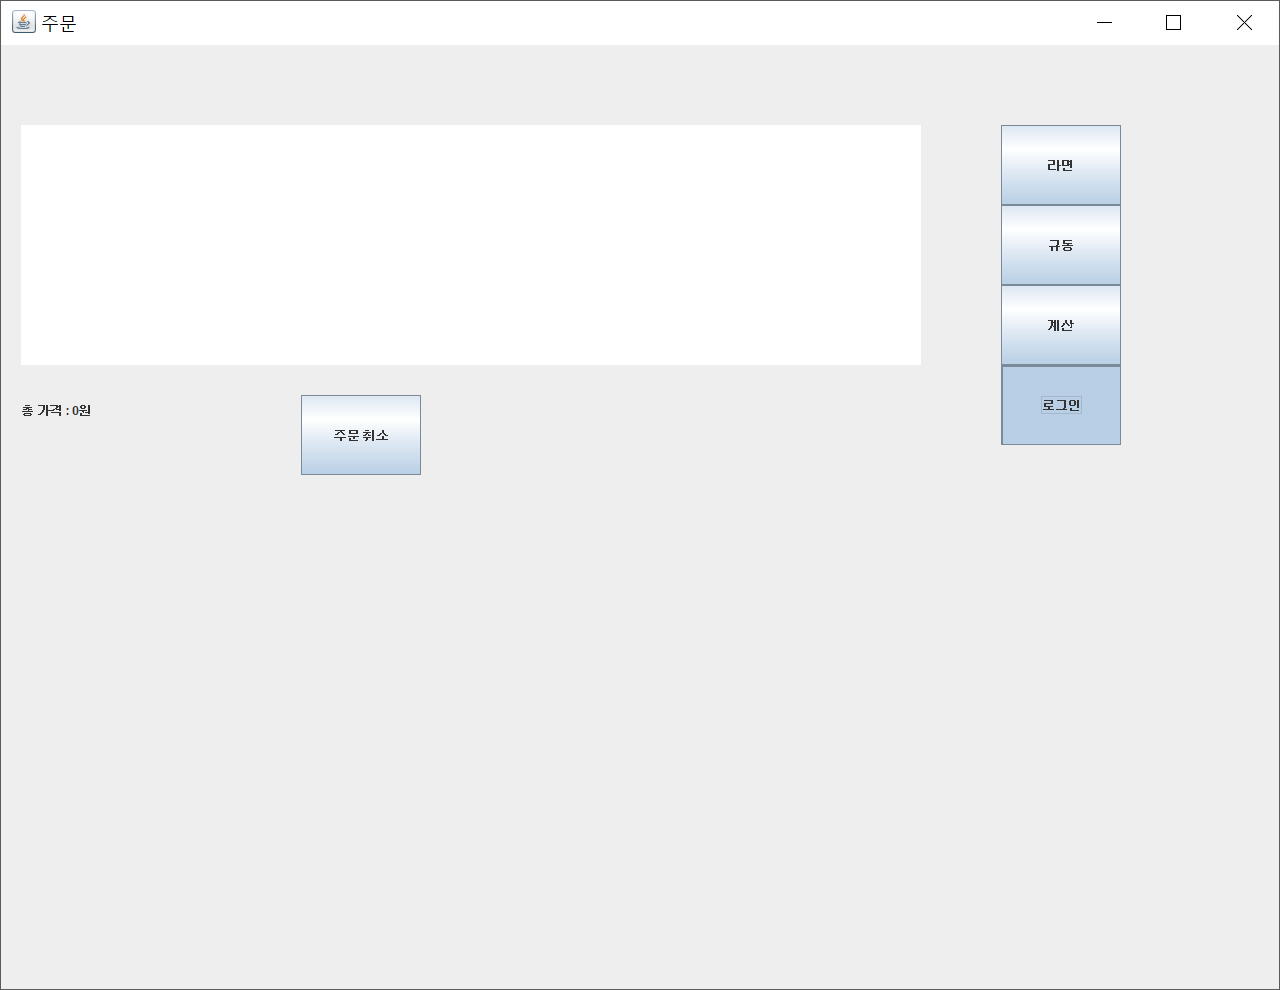 주문
라면
규동
계산
로그인
총 가격 : 0원
주문 취소